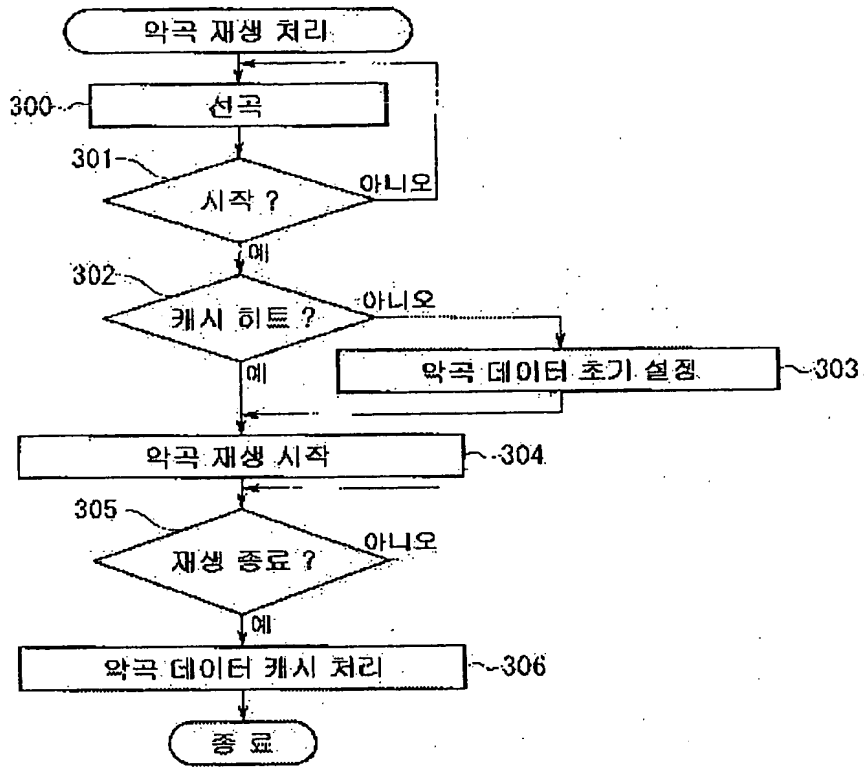 악곡 재생 처리
300
선곡
301
시작 ?
아니오
예
302
캐시 히트 ?
아니오
예
악곡 데이터 초기 설정
303
악곡 재생 시작
304
305
재생 종료 ?
아니오
예
악곡 데이터 캐시 처리
306
종 료